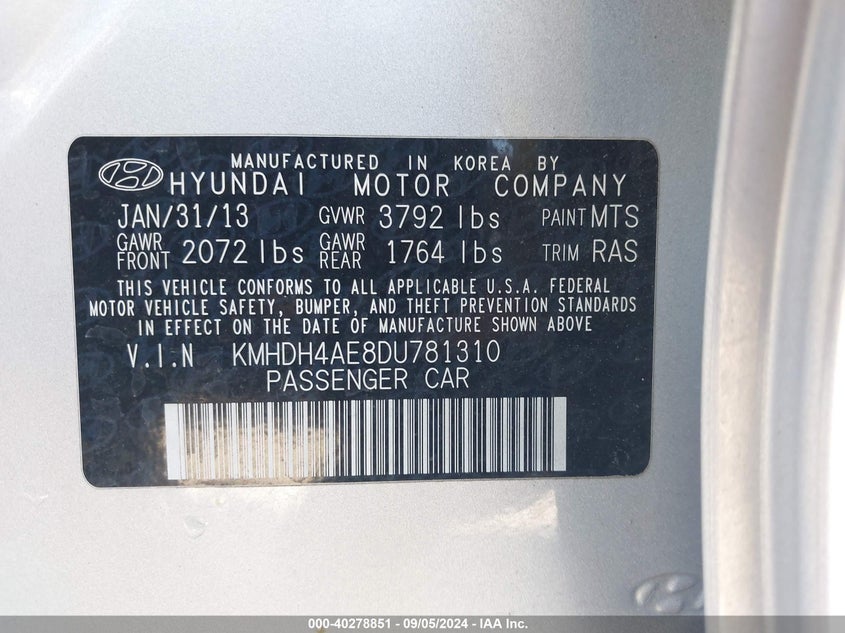 MANUFACTURED IN KOREA BY
HYUNDAI MOTOR COMPANY
JAN/31/13 GVWR 3792 lbs PAINT MTS
GAWR FRONT 2072 lbs GAWR REAR 1764 lbs TRIM RAS
THIS VEHICLE CONFORMS TO ALL APPLICABLE U.S.A. FEDERAL
MOTOR VEHICLE SAFETY, BUMPER, AND THEFT PREVENTION STANDARDS
IN EFFECT ON THE DATE OF MANUFACTURE SHOWN ABOVE
V.I.N KMHDH4AE8DU781310
PASSENGER CAR
000-40278851 - 09/05/2024 - IAA Inc.